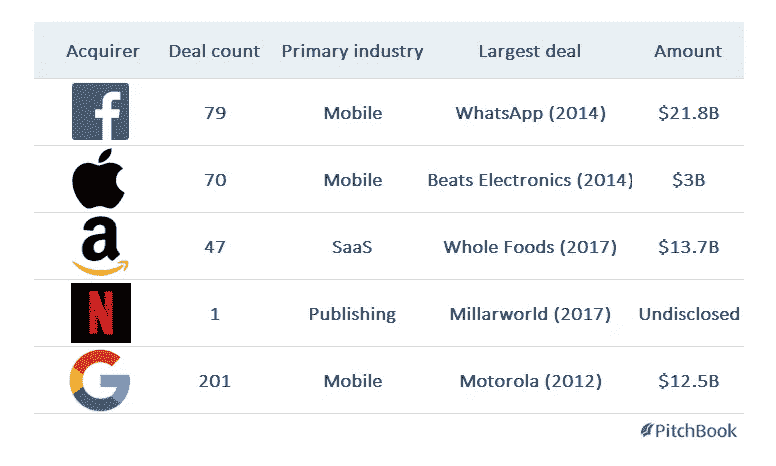 Acquirer Deal count Primary industry Largest deal Amount
79 Mobile WhatsApp (2014) $21.8B
70 Mobile Beats Electronics (2014) $3B
47 SaaS Whole Foods (2017) $13.7B
1 Publishing Millarworld (2017) Undisclosed
201 Mobile Motorola (2012) $12.5B
PitchBook